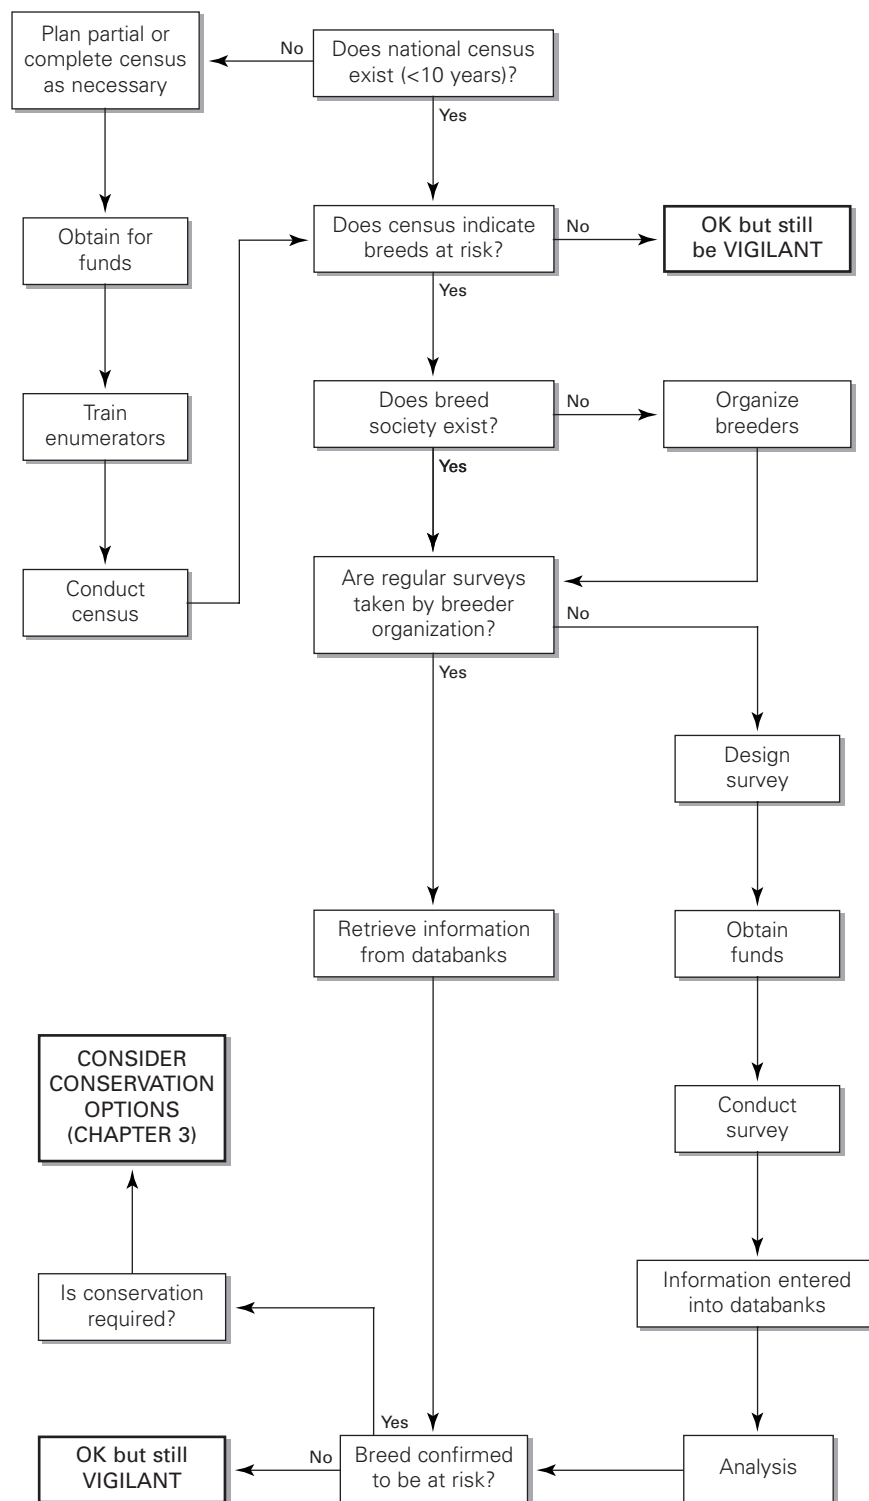 Plan partial or
complete census
as necessary
No
Does national census
exist (<10 years)?
Yes
Obtain for
funds
Does census indicate
breeds at risk?
No
OK but still
be VIGILANT
Yes
Train
enumerators
Does breed
society exist?
No
Organize
breeders
Yes
Conduct
census
Are regular surveys
taken by breeder
organization?
No
Yes
Design
survey
Retrieve information
from databanks
Obtain
funds
CONSIDER
CONSERVATION
OPTIONS
(CHAPTER 3)
Conduct
survey
Is conservation
required?
Information entered
into databanks
Yes
OK but still
VIGILANT
No
Breed confirmed
to be at risk?
Analysis